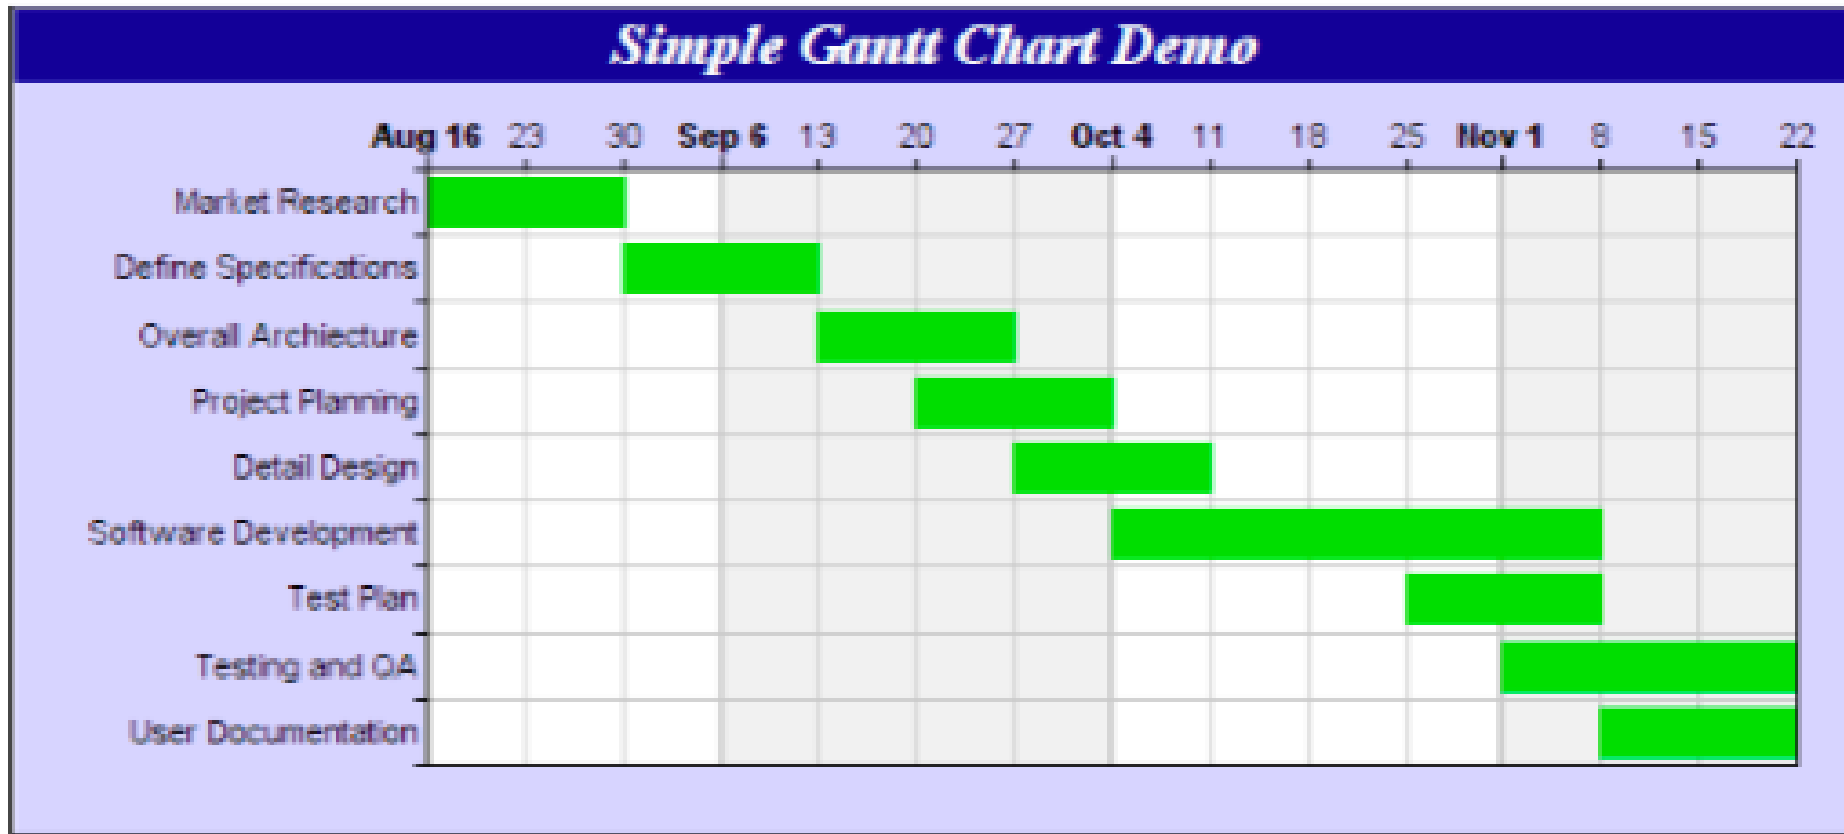 Simple Gantt Chart Demo
Aug 16 23 30 Sep 6 13 20 27 Oct 4 11 18 25 Nov 1 8 15 22
Market Research
Define Specifications
Overall Archiecture
Project Planning
Detail Design
Software Development
Test Plan
Testing and QA
User Documentation